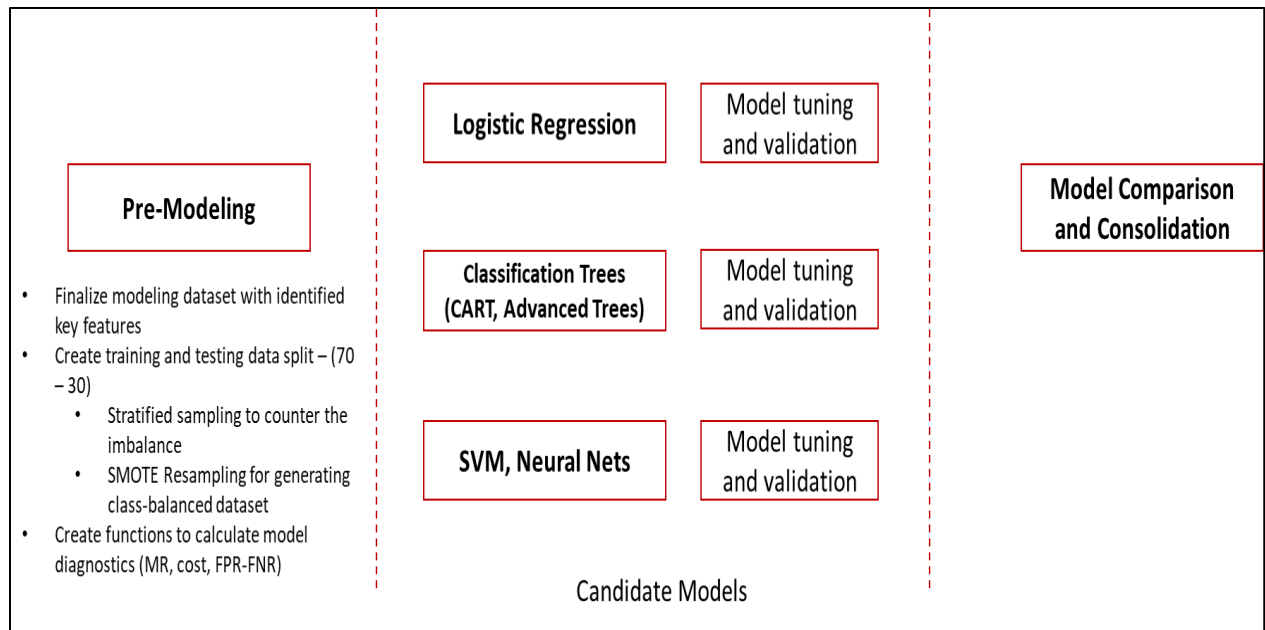 Pre-Modeling
• Finalize modeling dataset with identified
key features
• Create training and testing data split – (70
– 30)
• Stratified sampling to counter the
imbalance
• SMOTE Resampling for generating
class-balanced dataset
• Create functions to calculate model
diagnostics (MR, cost, FPR-FNR)
Logistic Regression
Model tuning
and validation
Classification Trees
(CART, Advanced Trees)
Model tuning
and validation
SVM, Neural Nets
Model tuning
and validation
Candidate Models
Model Comparison
and Consolidation